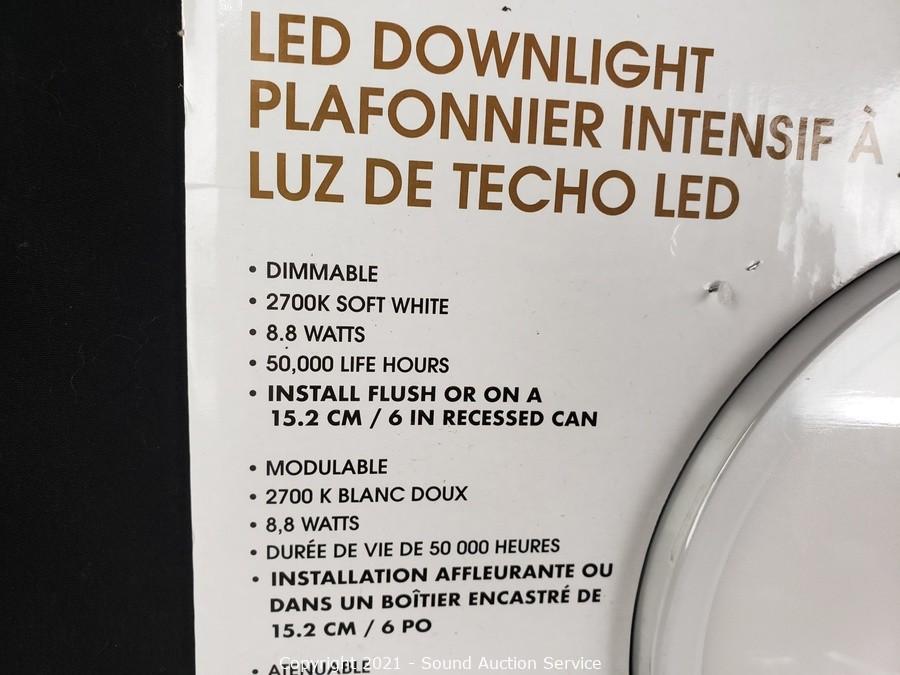 LED DOWNLIGHT
PLAFONNIER INTENSIF À
LUZ DE TECHO LED
• DIMMABLE
• 2700K SOFT WHITE
• 8.8 WATTS
• 50,000 LIFE HOURS
• INSTALL FLUSH OR ON A
15.2 CM / 6 IN RECESSED CAN
• MODULABLE
• 2700 K BLANC DOUX
• 8,8 WATTS
• DURÉE DE VIE DE 50 000 HEURES
• INSTALLATION AFFLEURANTE OU
DANS UN BOÎTIER ENCASTRÉ DE
15.2 CM / 6 PO
• ATENUABLE
Copyright 2021 - Sound Auction Service